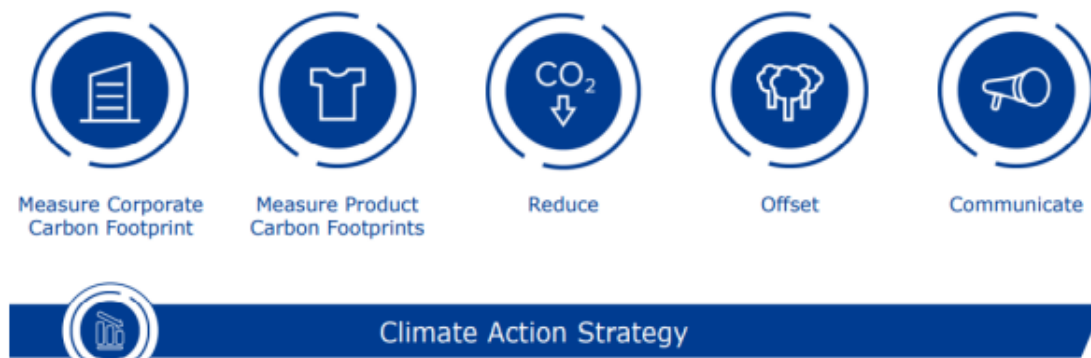 CO₂
Measure Corporate
Carbon Footprint
Measure Product
Carbon Footprints
Reduce
Offset
Communicate
Climate Action Strategy